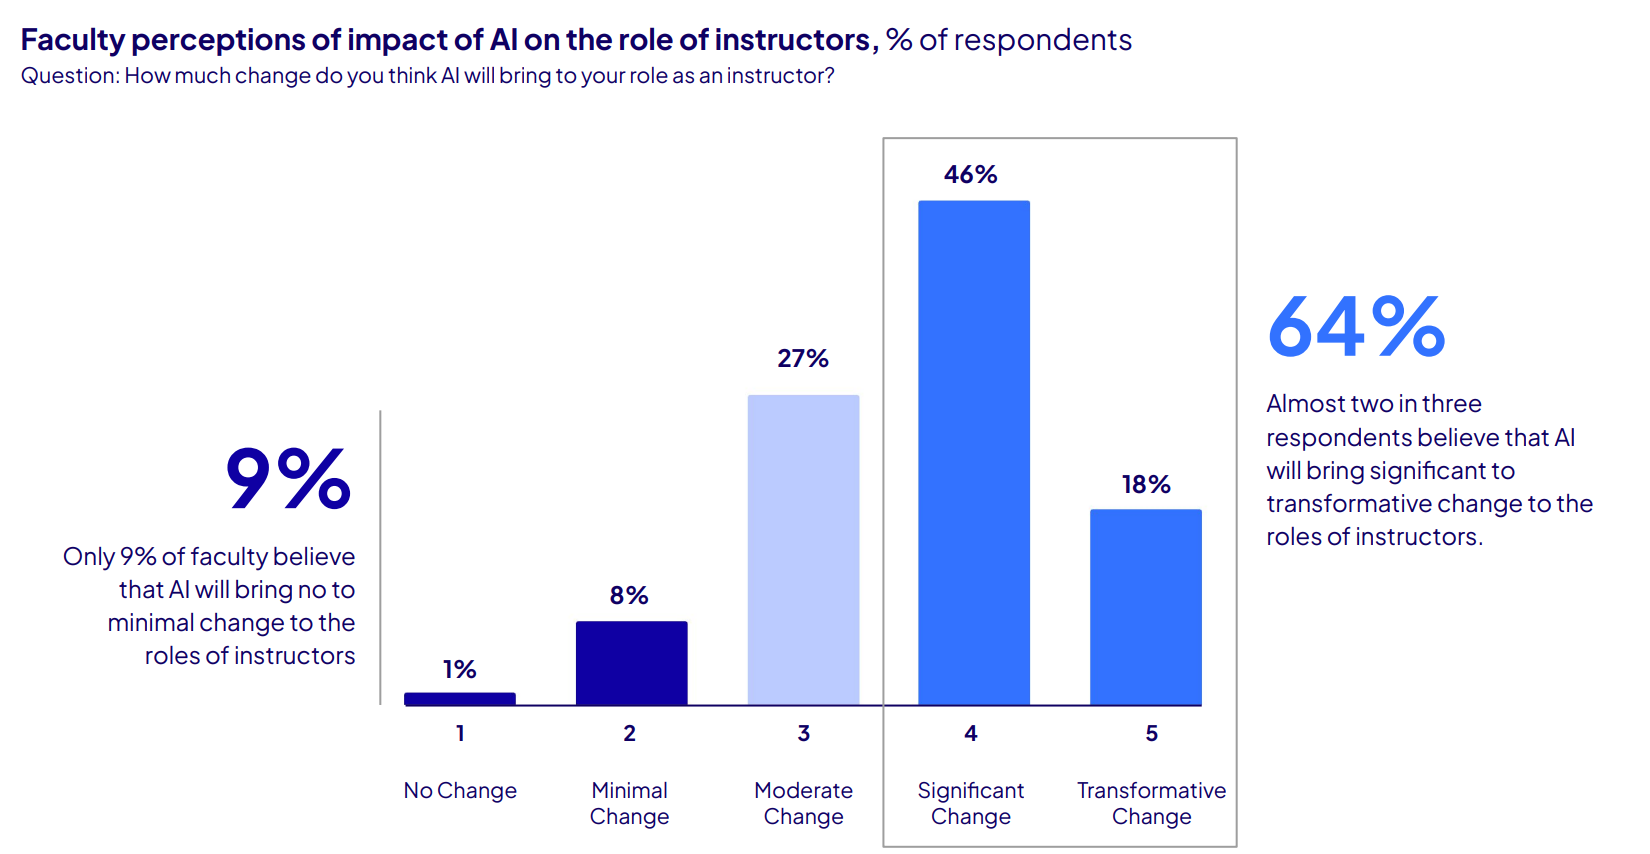 Faculty perceptions of impact of AI on the role of instructors, % of respondents
Question: How much change do you think AI will bring to your role as an instructor?
9%
Only 9% of faculty believe
that AI will bring no to
minimal change to the
roles of instructors
1%
8%
27%
46%
18%
1
2
3
4
5
No Change
Minimal
Change
Moderate
Change
Significant
Change
Transformative
Change
64%
Almost two in three
respondents believe that AI
will bring significant to
transformative change to the
roles of instructors.